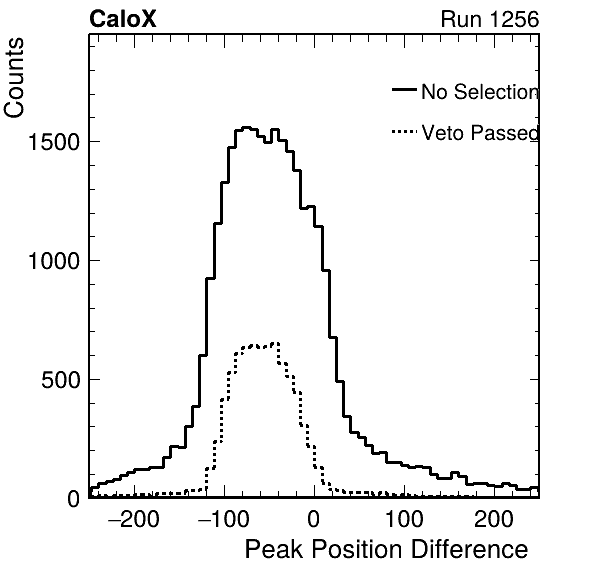 CaloX Run 1256
Counts
No Selection
Veto Passed
1500
1000
500
0
−200 −100 0 100 200
Peak Position Difference